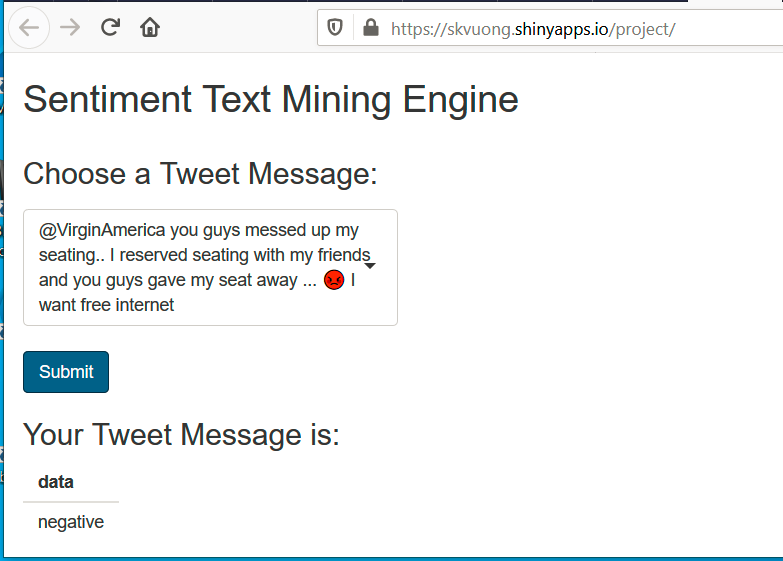 https://skvuong.shinyapps.io/project/
Sentiment Text Mining Engine
Choose a Tweet Message:
@VirginAmerica you guys messed up my
seating.. I reserved seating with my friends
and you guys gave my seat away ... 😡 I
want free internet
Submit
Your Tweet Message is:
data
negative